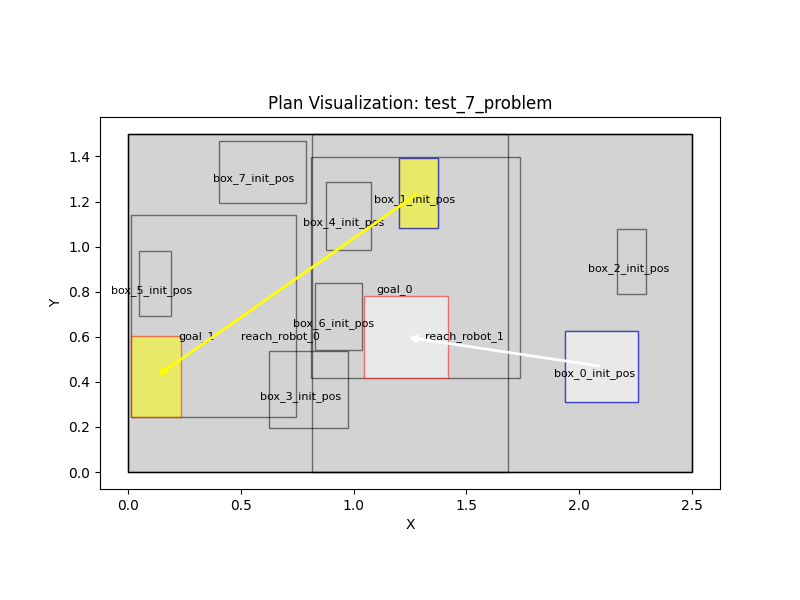 Plan Visualization: test_7_problem
1.4
1.2
1.0
0.8
0.6
0.4
0.2
0.0
Y
box_7_init_pos
box_1_init_pos
box_4_init_pos
box_2_init_pos
box_5_init_pos
goal_0
box_6_init_pos
goal_1
reach_robot_0
reach_robot_1
box_0_init_pos
box_3_init_pos
0.0
0.5
1.0
1.5
2.0
2.5
X